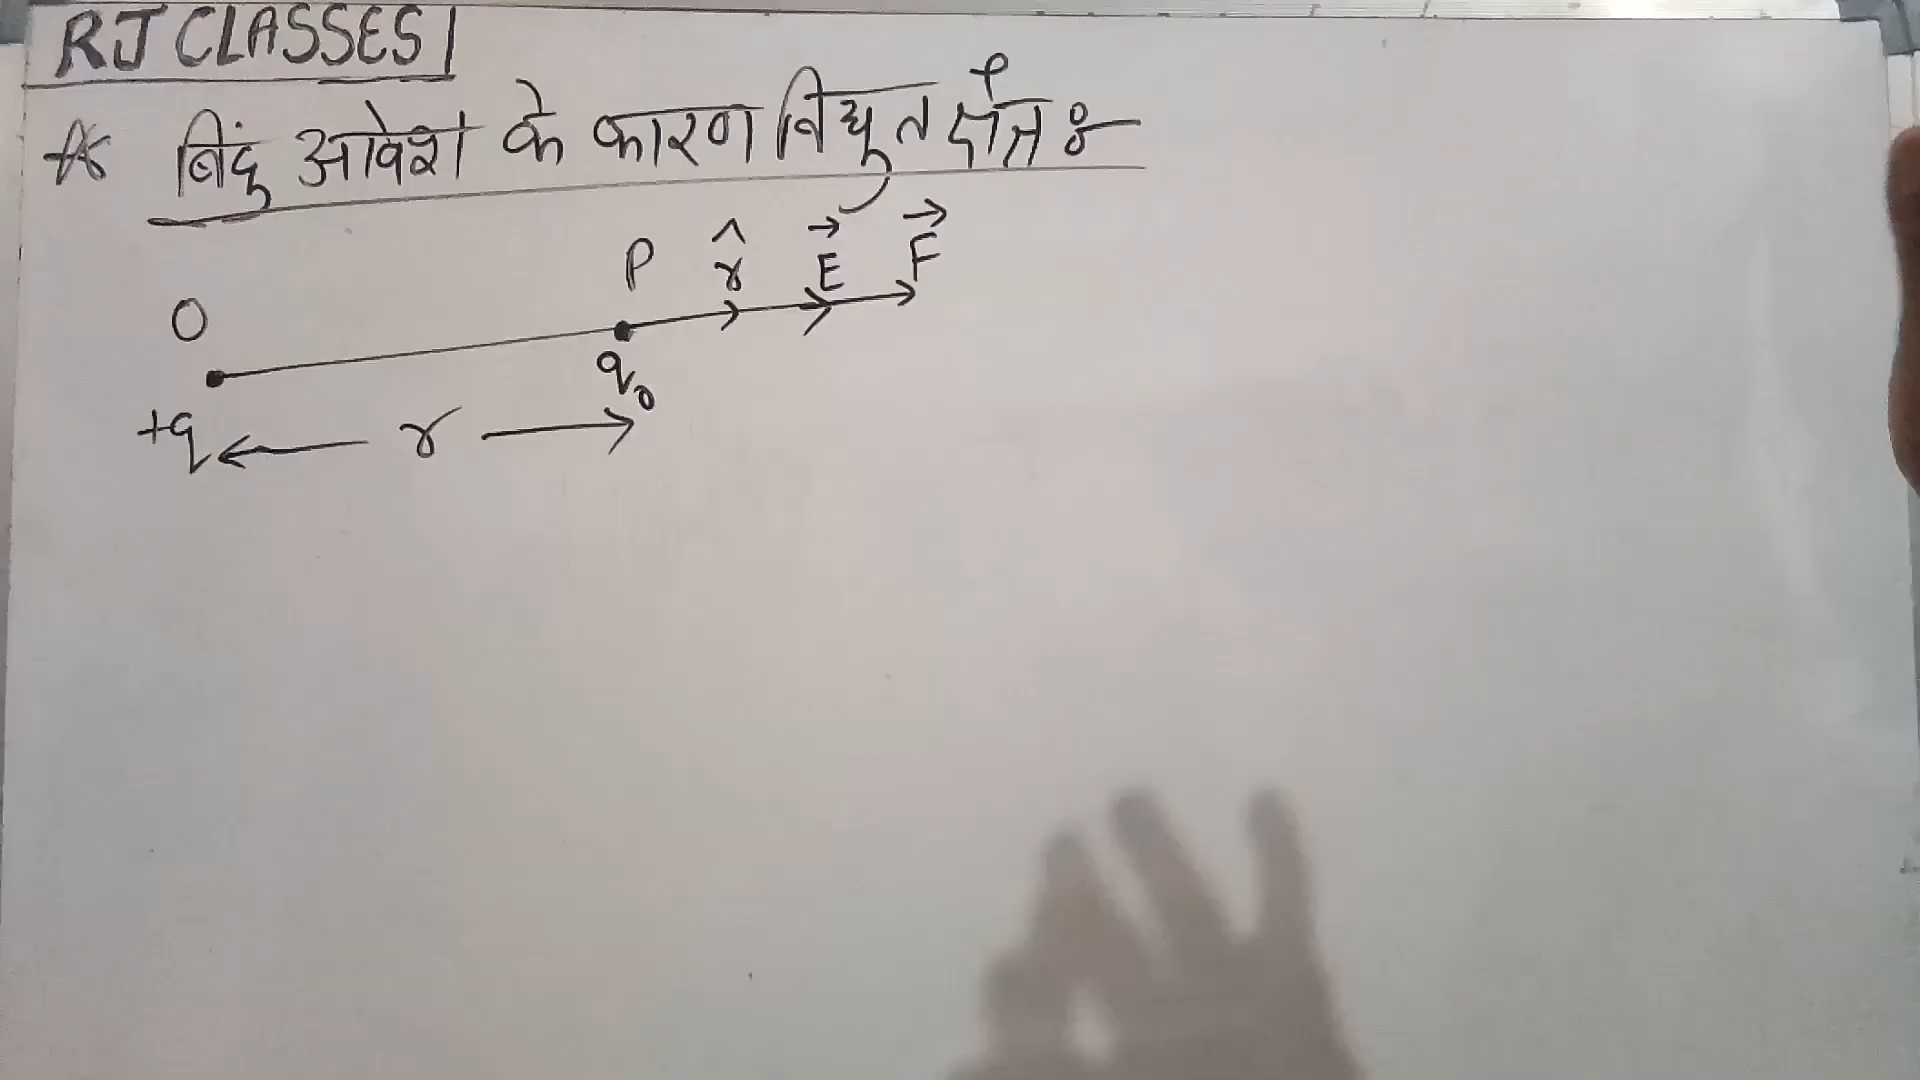 RJ CLASSES
* बिंदु आवेश के कारण विद्युत क्षेत्र :-
O P r̂ E⃗ F⃗
+q r q₀